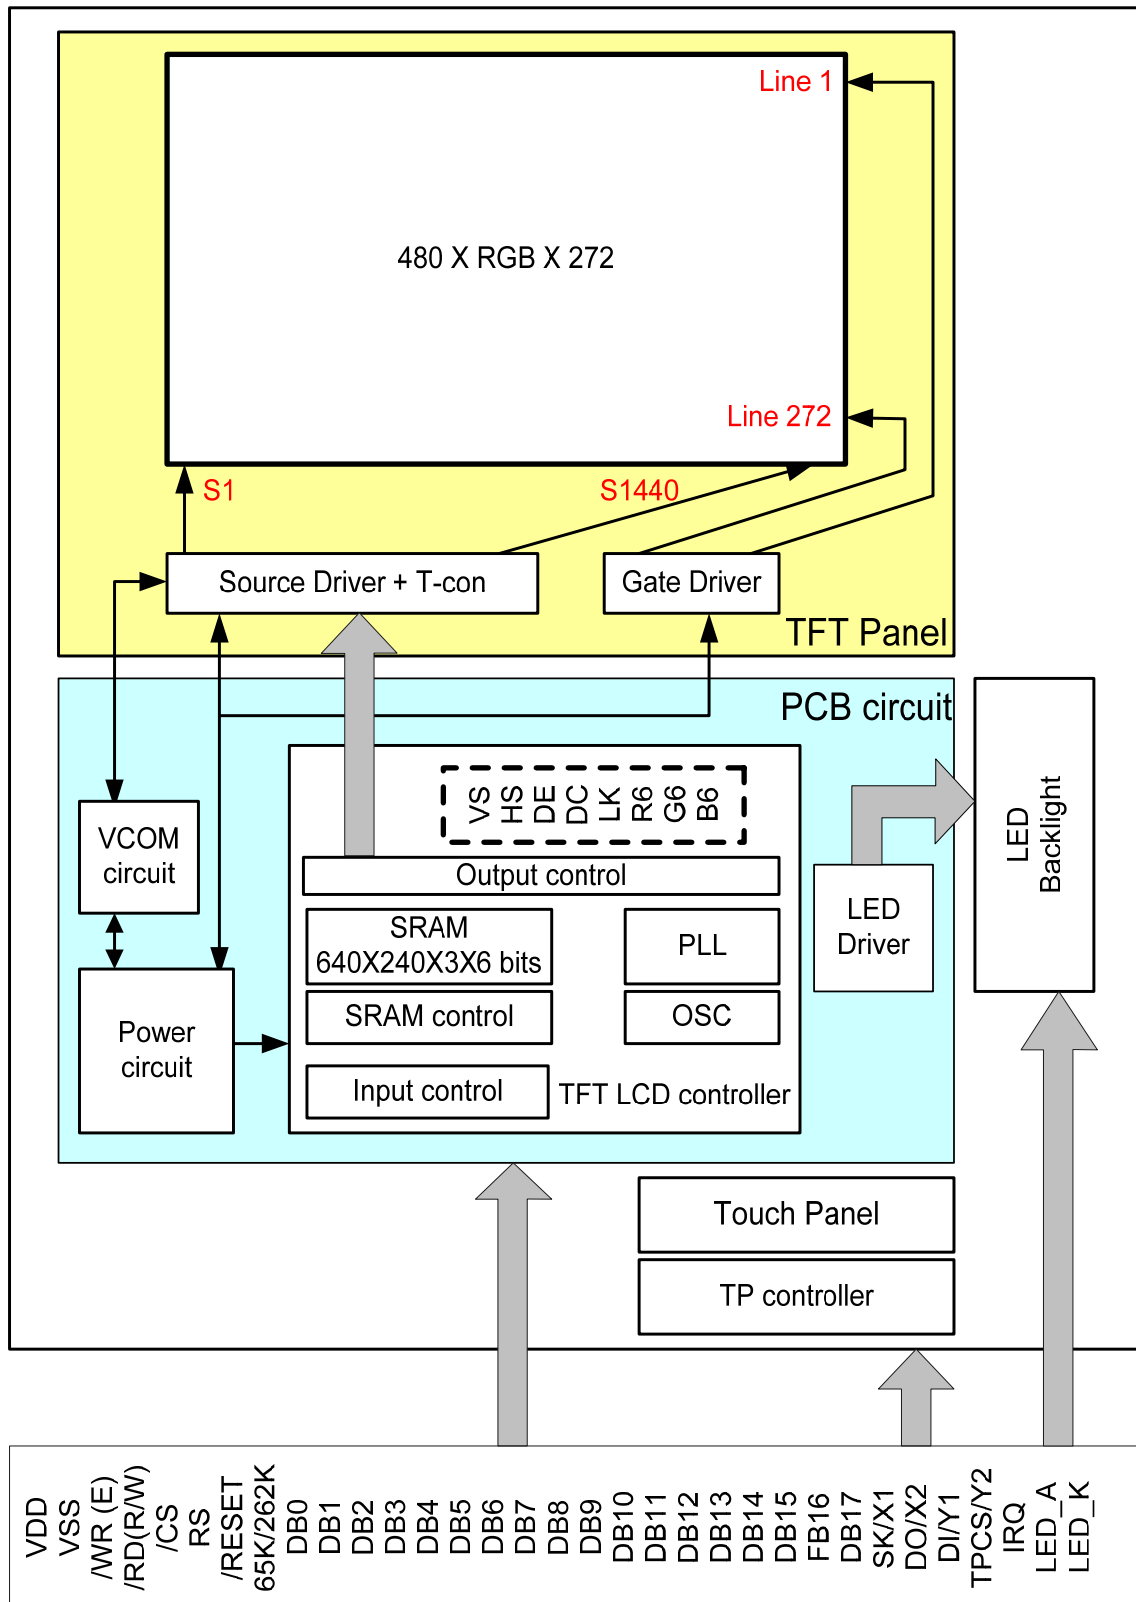 Line 1
480 X RGB X 272
Line 272
S1
S1440
Source Driver + T-con
Gate Driver
TFT Panel
PCB circuit
VS
HS
DE
DC
LK
R6
G6
B6
VCOM
circuit
Output control
LED
Backlight
LED
Driver
SRAM
640X240X3X6 bits
PLL
SRAM control
OSC
Power
circuit
Input control
TFT LCD controller
Touch Panel
TP controller
VDD
VSS
/WR (E)
/RD(R/W)
/CS
RS
/RESET
65K/262K
DB0
DB1
DB2
DB3
DB4
DB5
DB6
DB7
DB8
DB9
DB10
DB11
DB12
DB13
DB14
DB15
FB16
DB17
SK/X1
DO/X2
DI/Y1
TPCS/Y2
IRQ
LED_A
LED_K